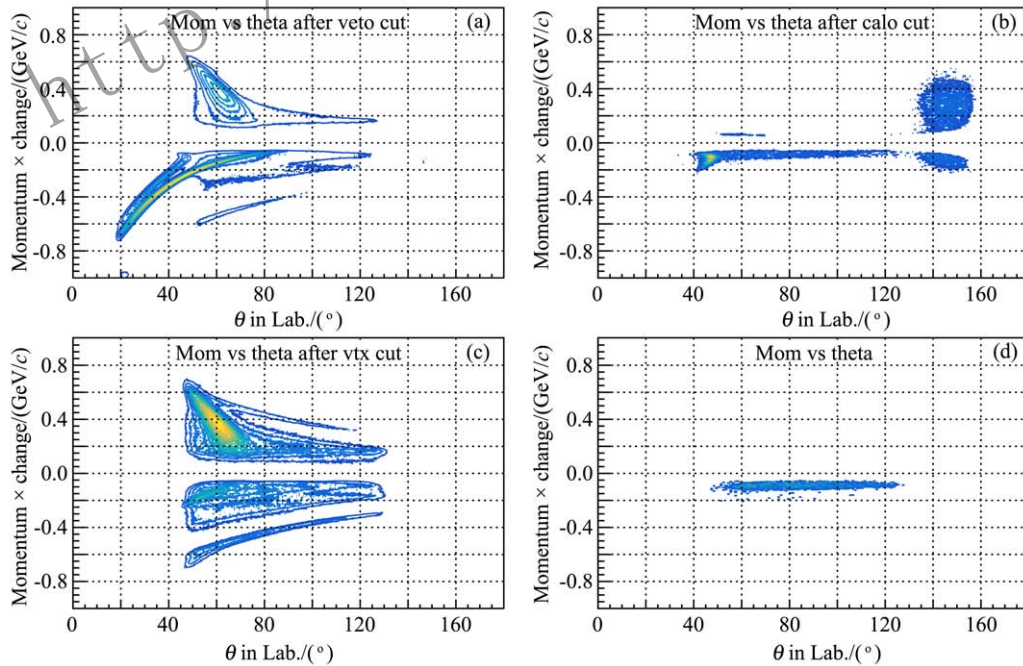 http:/
Mom vs theta after veto cut (a)
0.8
0.4
0.0
-0.4
-0.8
Momentum × change/(GeV/c)
0 40 80 120 160
θ in Lab./(°)
Mom vs theta after calo cut (b)
0.8
0.4
0.0
-0.4
-0.8
Momentum × change/(GeV/c)
0 40 80 120 160
θ in Lab./(°)
Mom vs theta after vtx cut (c)
0.8
0.4
0.0
-0.4
-0.8
Momentum × change/(GeV/c)
0 40 80 120 160
θ in Lab./(°)
Mom vs theta (d)
0.8
0.4
0.0
-0.4
-0.8
Momentum × change/(GeV/c)
0 40 80 120 160
θ in Lab./(°)